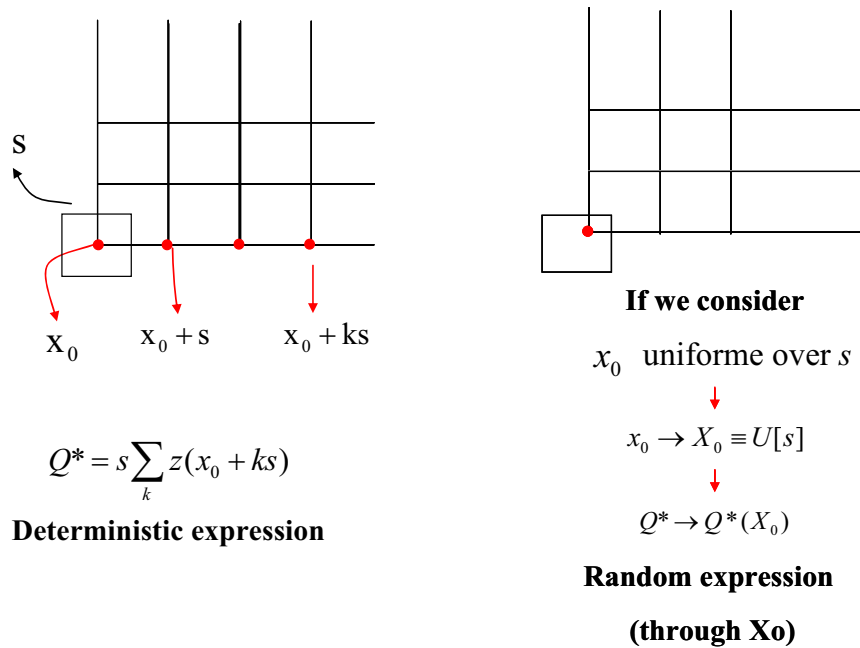 S
x₀
x₀ + s
x₀ + ks
Q* = s∑ₖ z(x₀ + ks)
Deterministic expression
If we consider
x₀ uniforme over s
x₀ → X₀ ≡ U[s]
Q* → Q*(X₀)
Random expression
(through Xo)